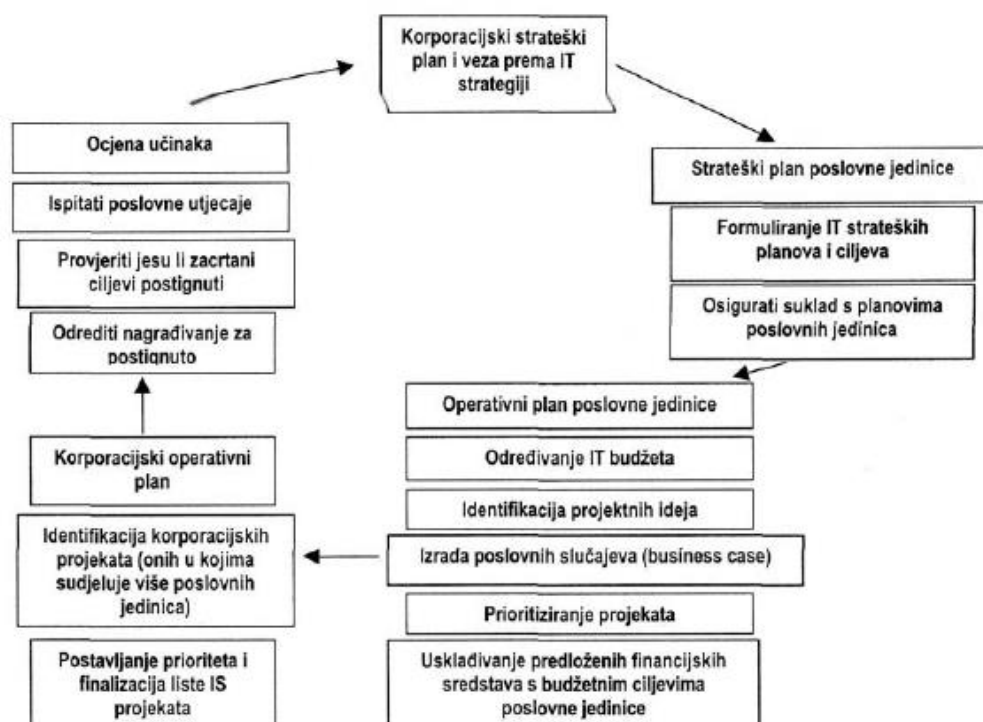 Korporacijski strateški
plan i veza prema IT
strategiji
Strateški plan poslovne jedinice
Formuliranje IT strateških
planova i ciljeva
Osigurati suklad s planovima
poslovnih jedinica
Operativni plan poslovne jedinice
Određivanje IT budžeta
Identifikacija projektnih ideja
Izrada poslovnih slučajeva (business case)
Prioritiziranje projekata
Usklađivanje predloženih financijskih
sredstava s budžetnim ciljevima
poslovne jedinice
Korporacijski operativni
plan
Identifikacija korporacijskih
projekata (onih u kojima
sudjeluje više poslovnih
jedinica)
Postavljanje prioriteta i
finalizacija liste IS
projekata
Ocjena učinaka
Ispitati poslovne utjecaje
Provjeriti jesu li zacrtani
ciljevi postignuti
Odrediti nagrađivanje za
postignuto